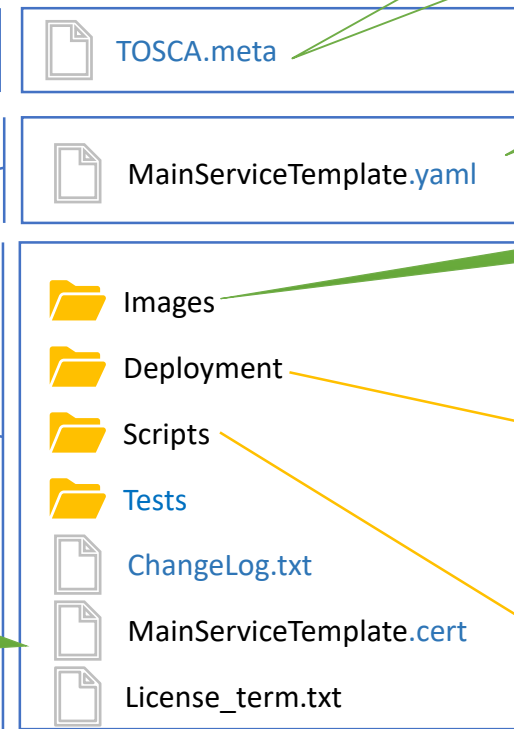 TOSCA.meta
MainServiceTemplate.yaml
Images
Deployment
Scripts
Tests
ChangeLog.txt
MainServiceTemplate.cert
License_term.txt